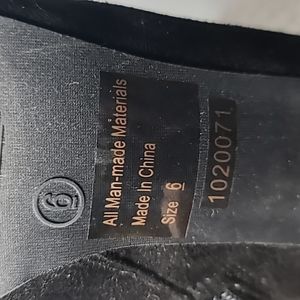 All Man-made Materials
Made In China
Size 6
1020071
6